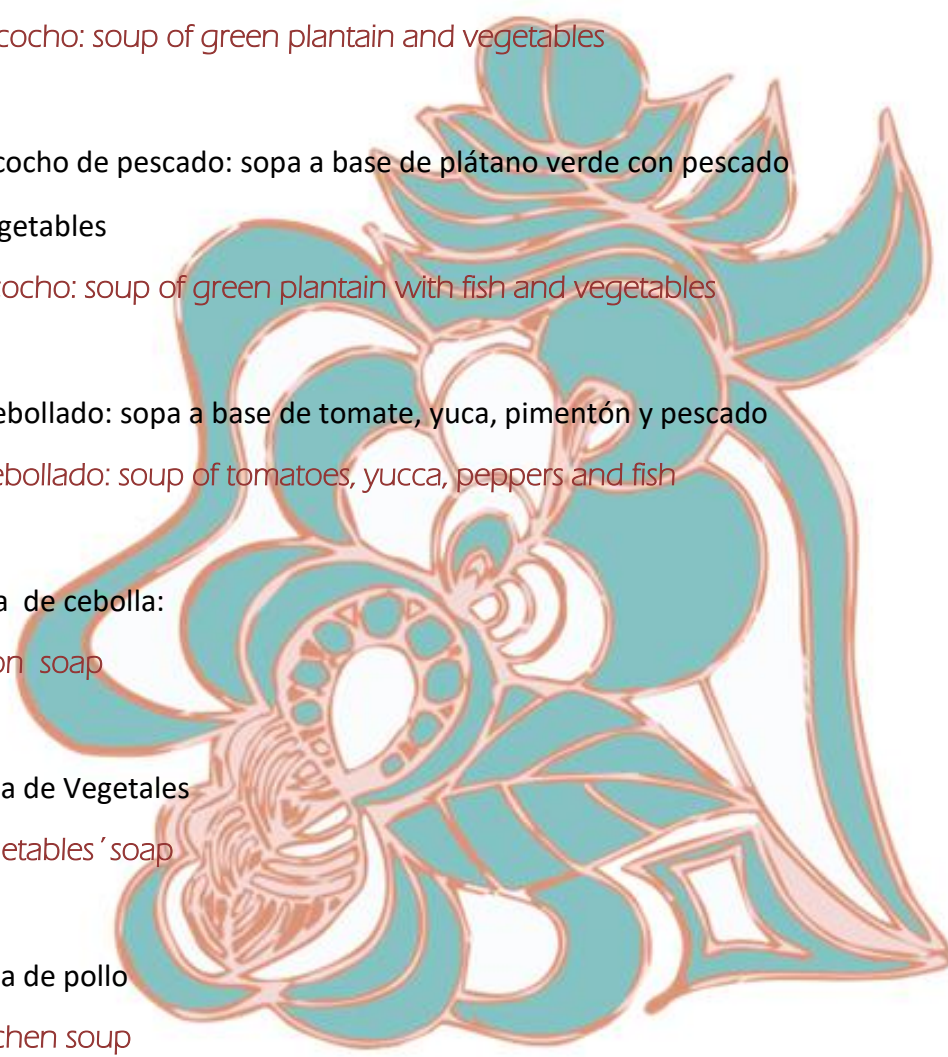 cocho: soup of green plantain and vegetables
cocho de pescado: sopa a base de plátano verde con pescado
getables
ocho: soup of green plantain with fish and vegetables
ebollado: sopa a base de tomate, yuca, pimentón y pescado
ebollado: soup of tomatoes, yucca, peppers and fish
a de cebolla:
on soap
a de Vegetales
etables ́ soap
a de pollo
chen soup